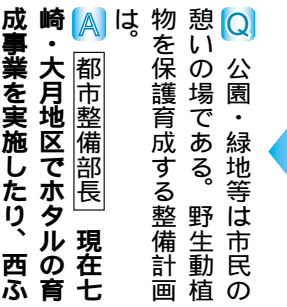 Q 公園・緑地等は市民の
憩いの場である。野生動植
物を保護育成する整備計画
は。
A 都市整備部長 現在七
崎・大月地区でホタルの育
成事業を実施したり、西ふ